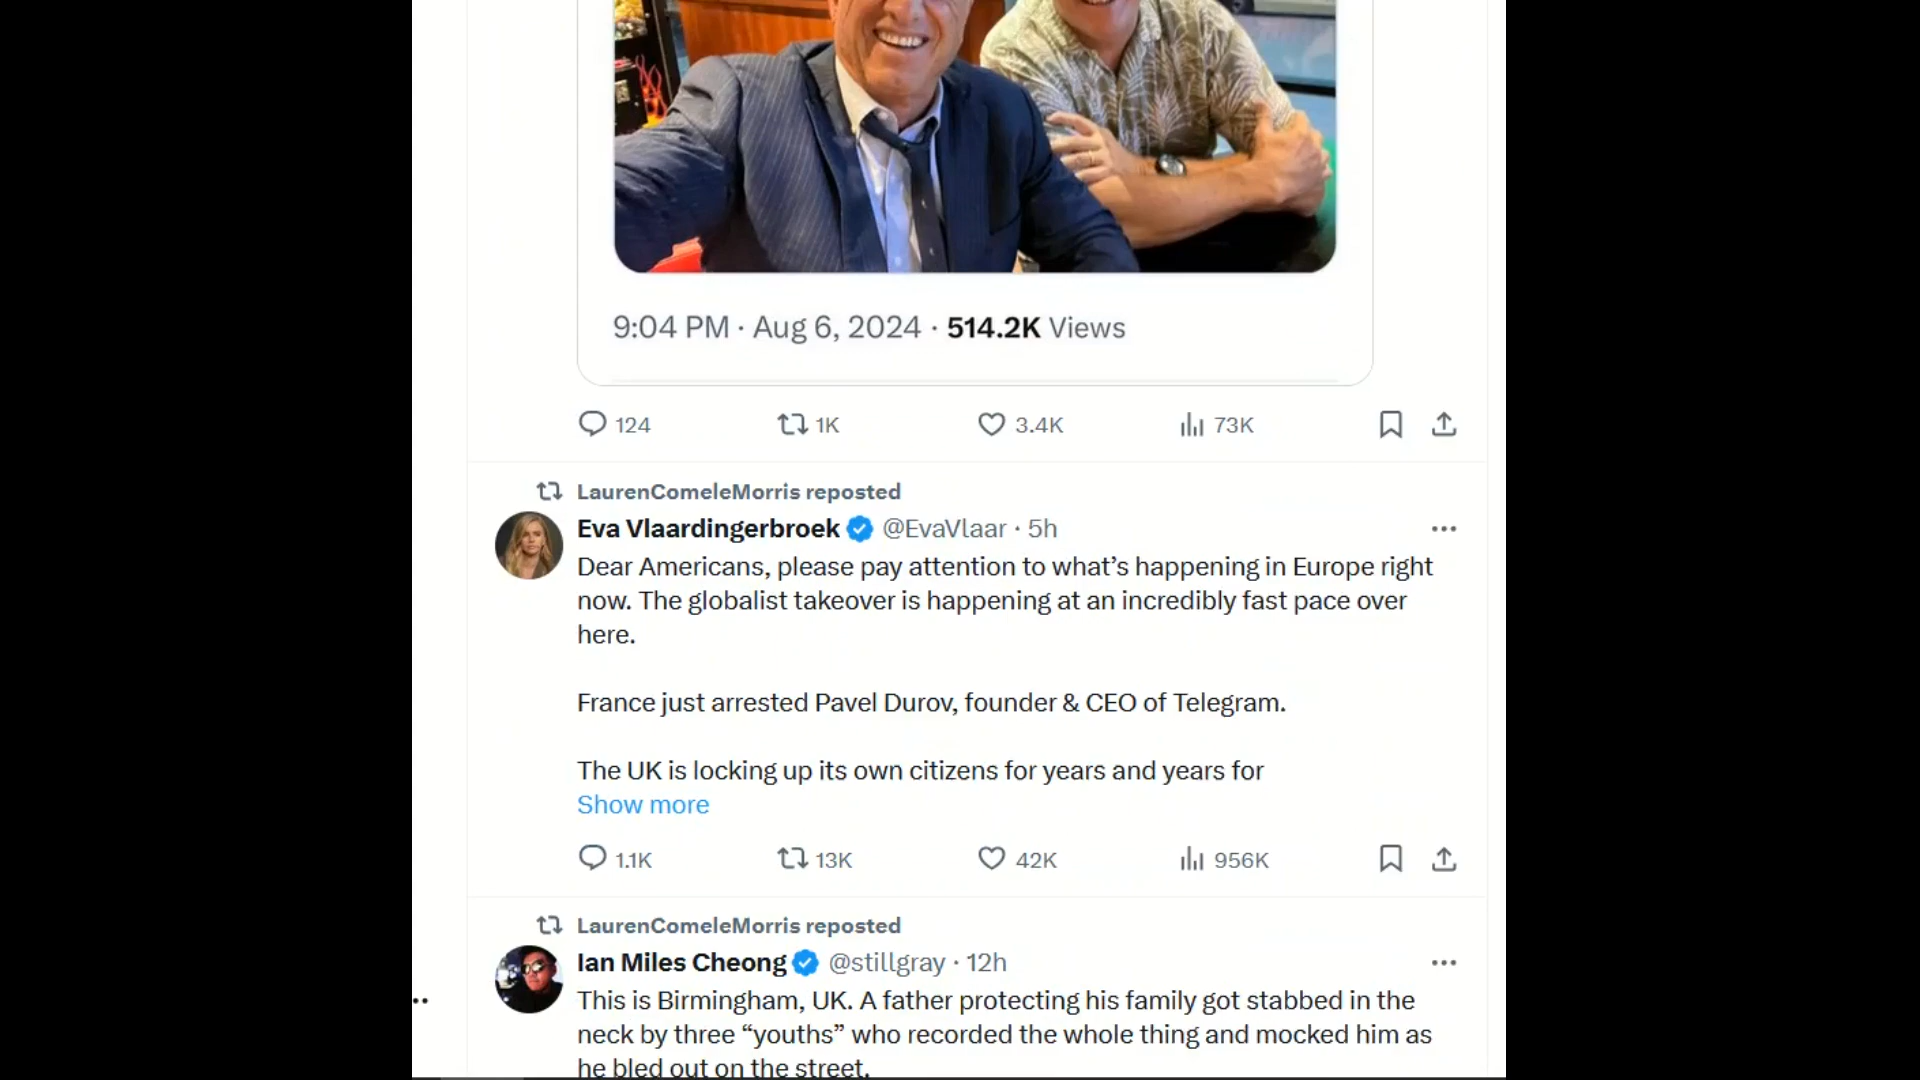 9:04 PM · Aug 6, 2024 · 514.2K Views
124 1K 3.4K 73K
LaurenComeleMorris reposted
Eva Vlaardingerbroek @EvaVlaar · 5h
Dear Americans, please pay attention to what’s happening in Europe right
now. The globalist takeover is happening at an incredibly fast pace over
here.
France just arrested Pavel Durov, founder & CEO of Telegram.
The UK is locking up its own citizens for years and years for
Show more
1.1K 13K 42K 956K
LaurenComeleMorris reposted
Ian Miles Cheong @stillgray · 12h
This is Birmingham, UK. A father protecting his family got stabbed in the
neck by three “youths” who recorded the whole thing and mocked him as
he bled out on the street.